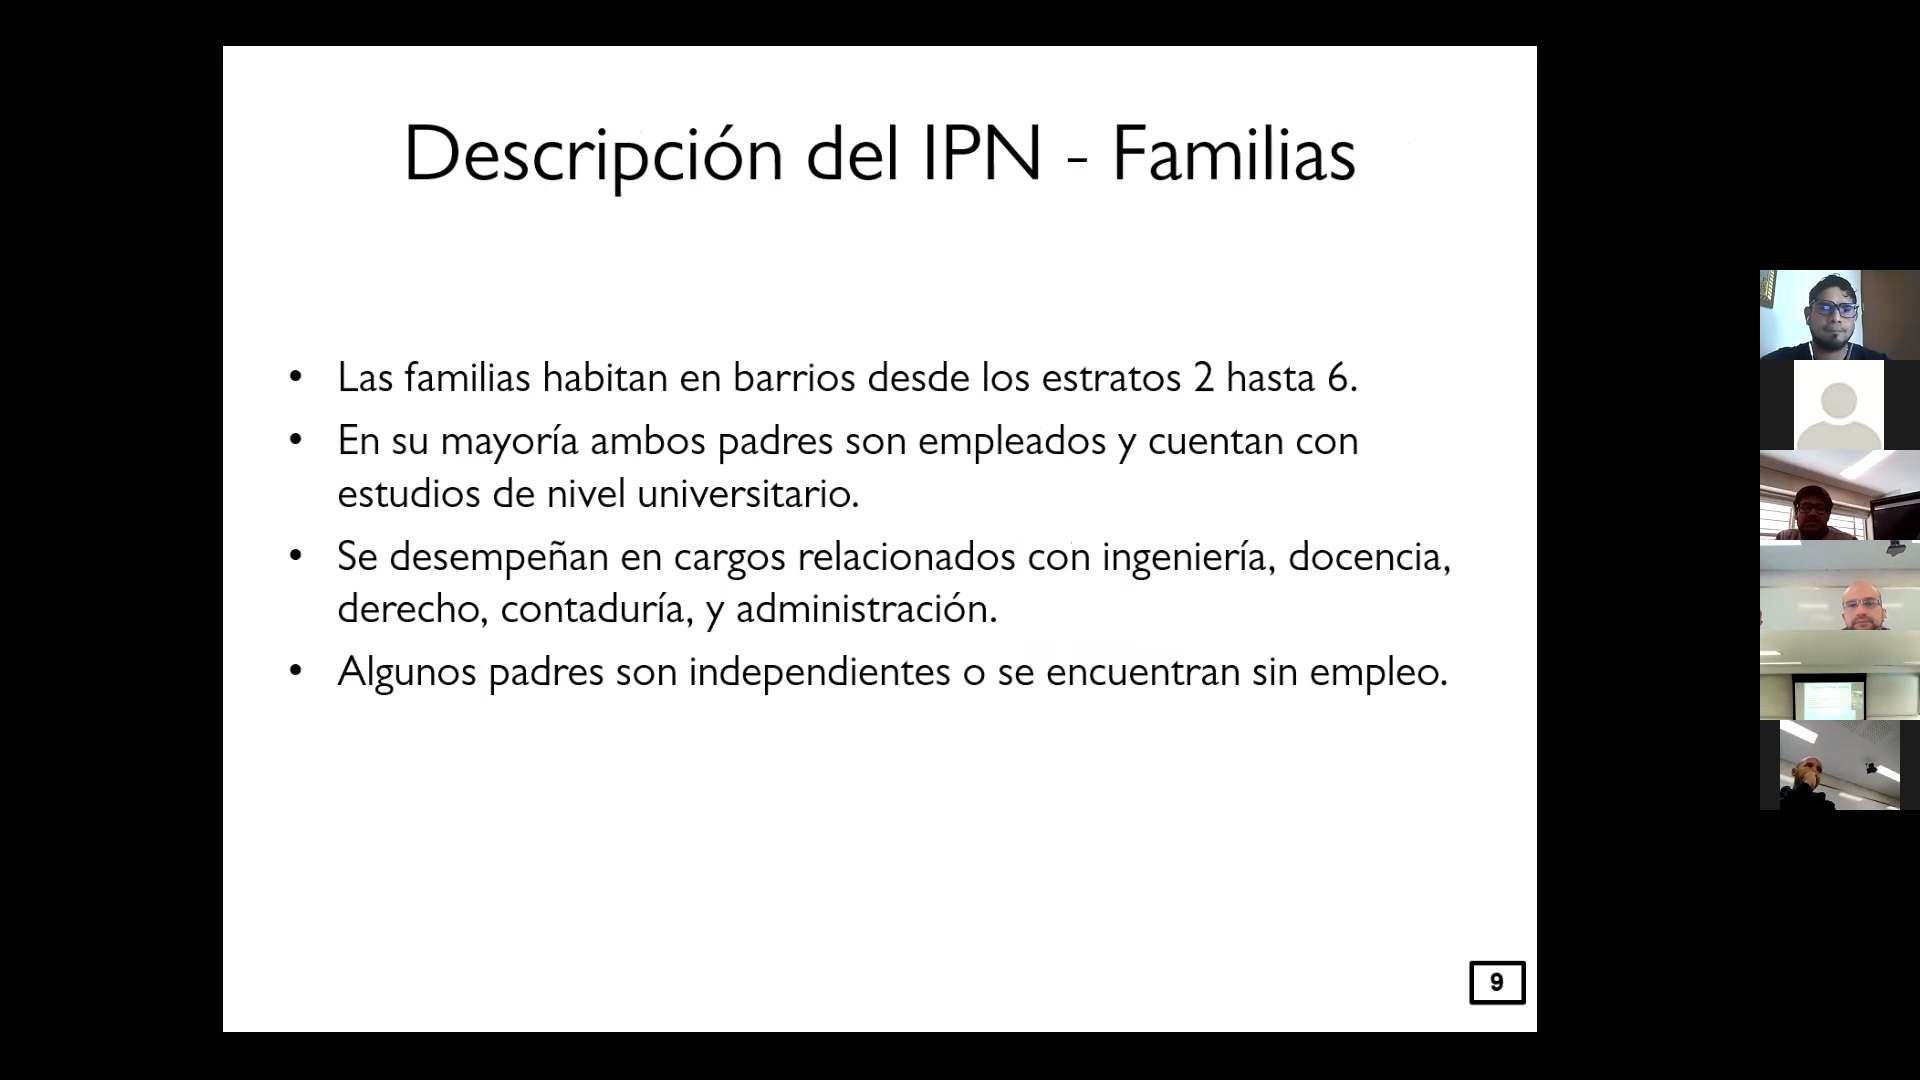 Descripción del IPN - Familias
• Las familias habitan en barrios desde los estratos 2 hasta 6.
• En su mayoría ambos padres son empleados y cuentan con
estudios de nivel universitario.
• Se desempeñan en cargos relacionados con ingeniería, docencia,
derecho, contaduría, y administración.
• Algunos padres son independientes o se encuentran sin empleo.
9